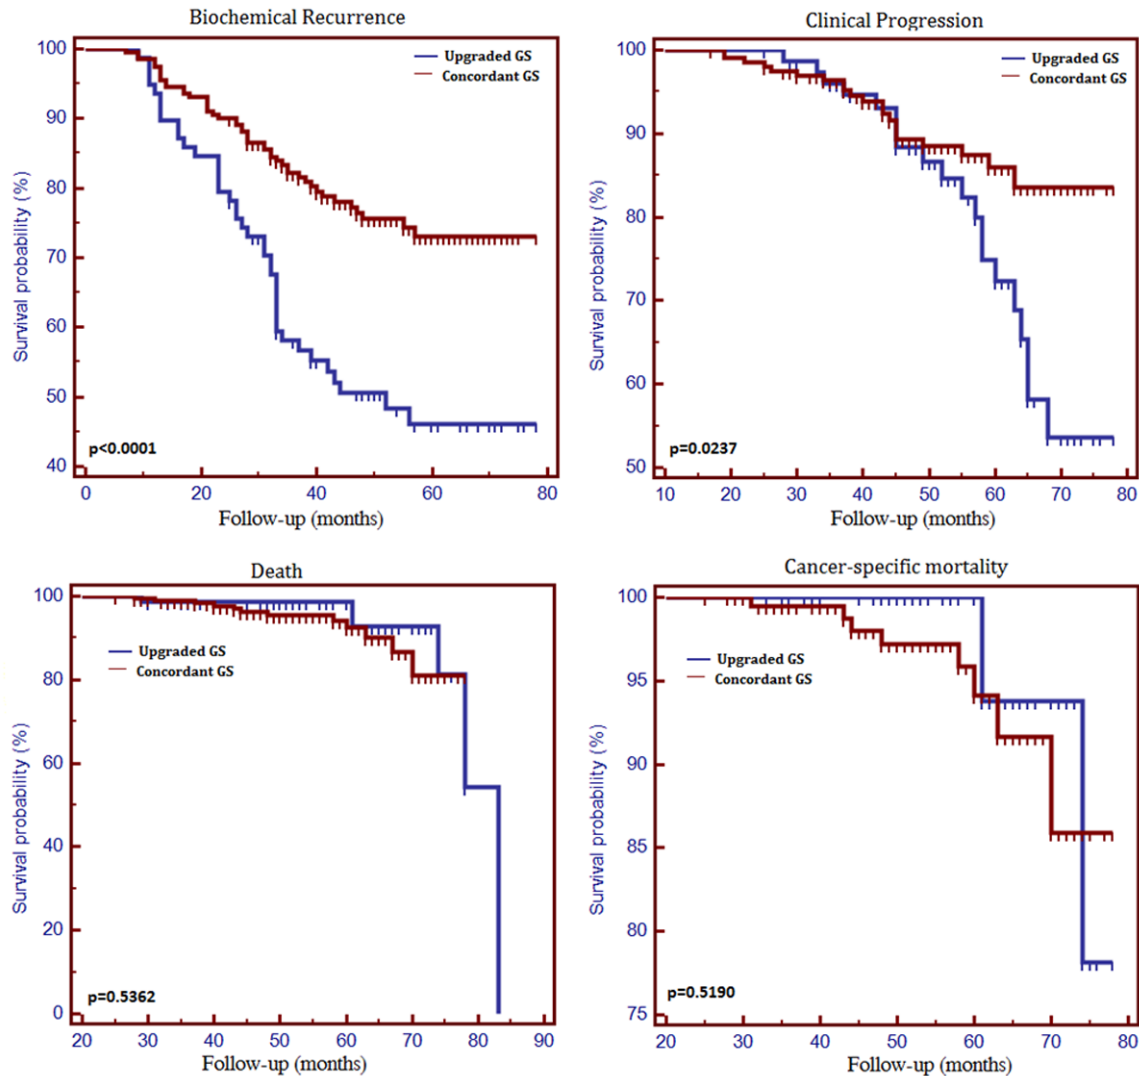 Biochemical Recurrence
Survival probability (%)
100
90
80
70
60
50
40
Upgraded GS
Concordant GS
p<0.0001
0 20 40 60 80
Follow-up (months)
Clinical Progression
Survival probability (%)
100
90
80
70
60
50
Upgraded GS
Concordant GS
p=0.0237
10 20 30 40 50 60 70 80
Follow-up (months)
Death
Survival probability (%)
100
80
60
40
20
0
Upgraded GS
Concordant GS
p=0.5362
20 30 40 50 60 70 80 90
Follow-up (months)
Cancer-specific mortality
Survival probability (%)
100
95
90
85
80
75
Upgraded GS
Concordant GS
p=0.5190
20 30 40 50 60 70 80
Follow-up (months)